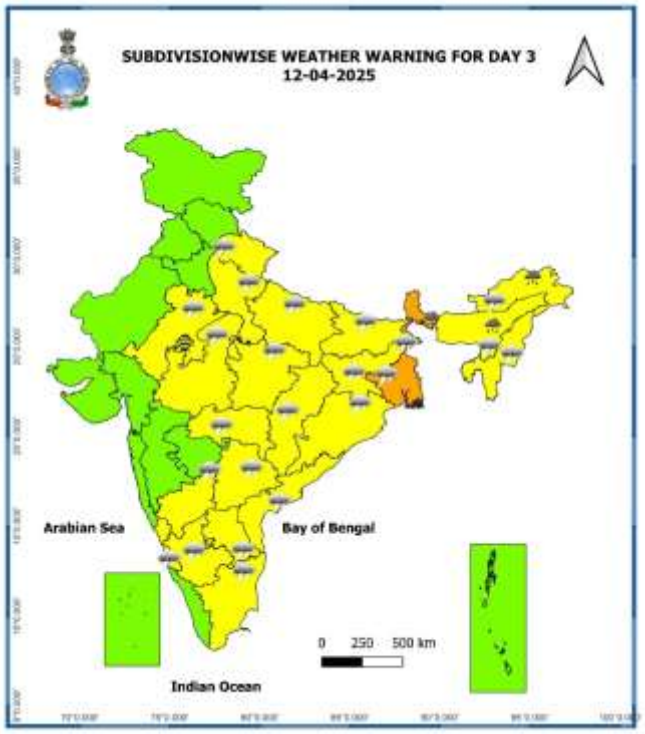 SUBDIVISIONWISE WEATHER WARNING FOR DAY 3
12-04-2025
Arabian Sea
Bay of Bengal
0 250 500 km
Indian Ocean